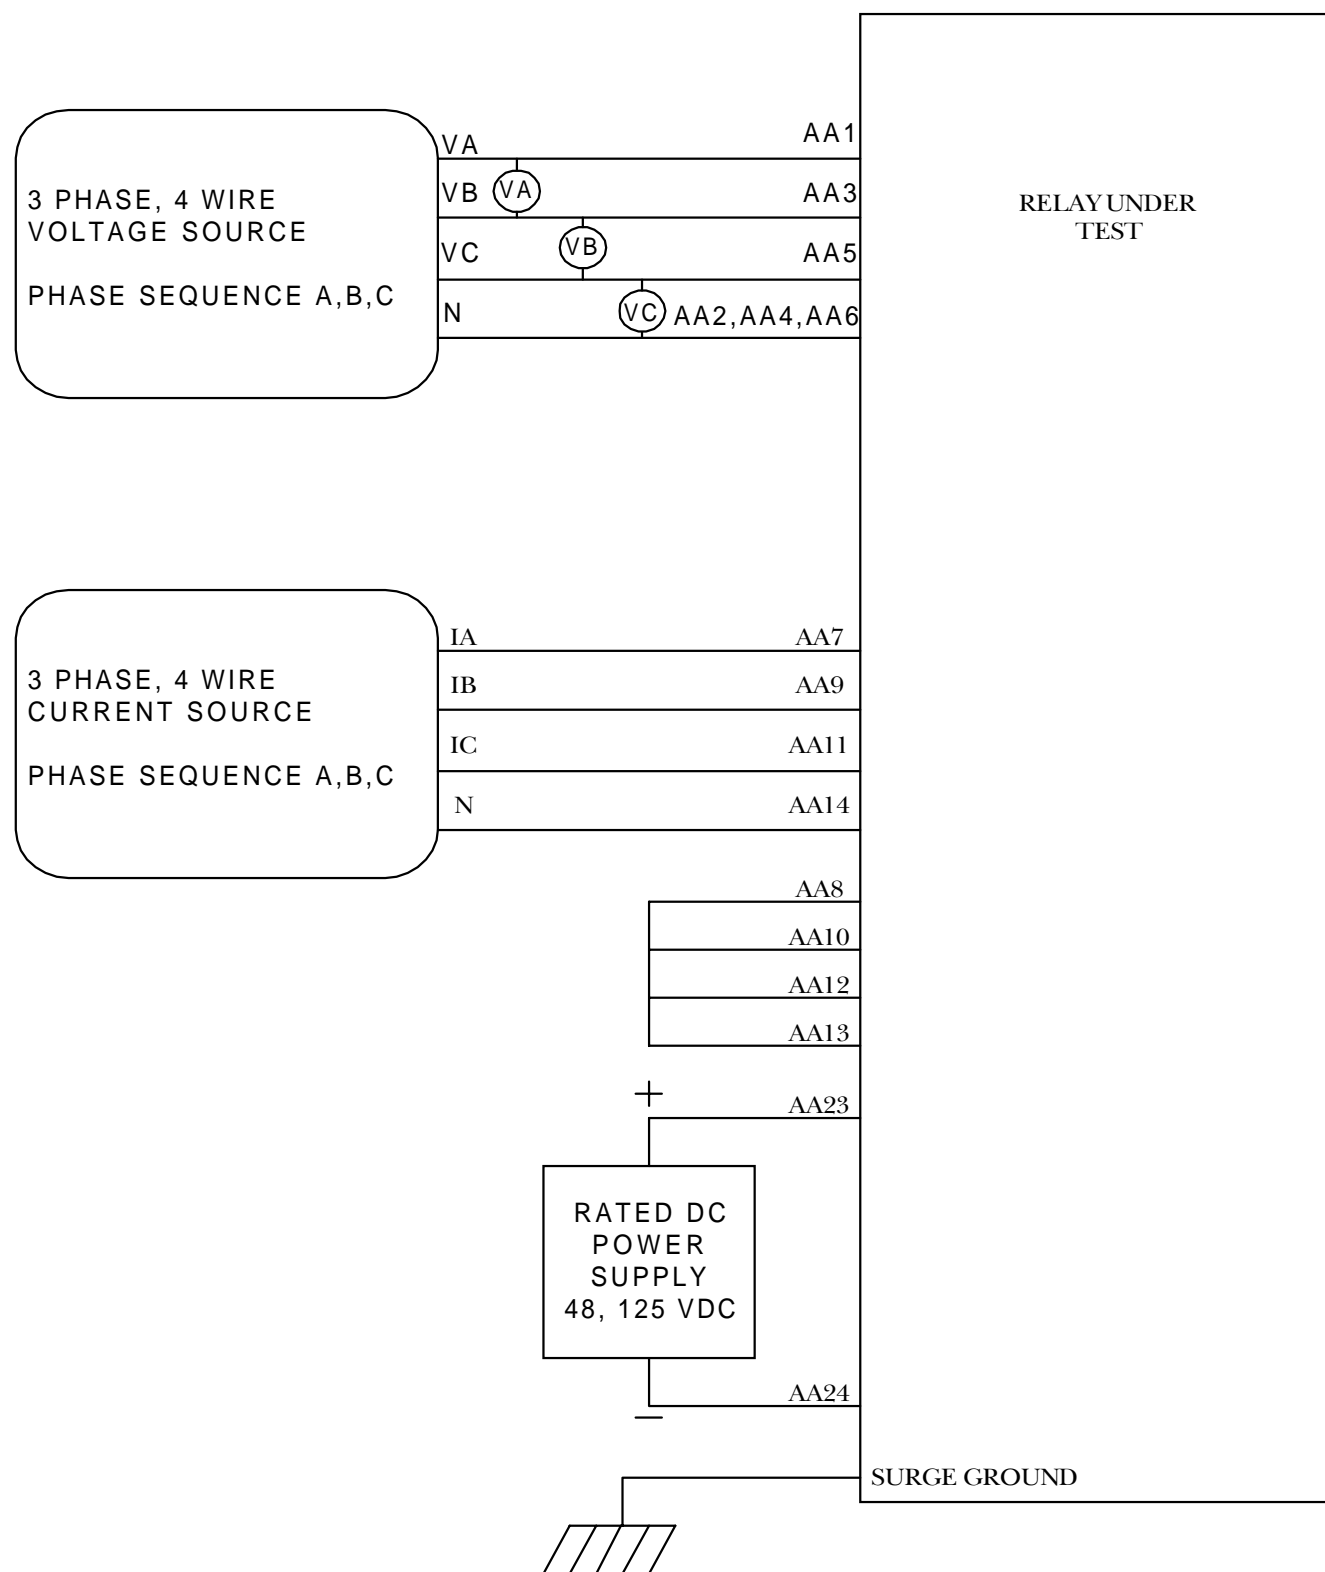 3 PHASE, 4 WIRE
VOLTAGE SOURCE
PHASE SEQUENCE A,B,C
VA
VB
VC
N
VA
VB
VC
AA1
AA3
AA5
AA2,AA4,AA6
RELAY UNDER
TEST
3 PHASE, 4 WIRE
CURRENT SOURCE
PHASE SEQUENCE A,B,C
IA
IB
IC
N
AA7
AA9
AA11
AA14
AA8
AA10
AA12
AA13
+
AA23
RATED DC
POWER
SUPPLY
48, 125 VDC
AA24
—
SURGE GROUND